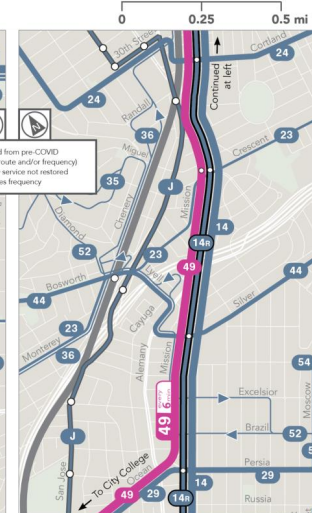 0 0.25 0.5 mi
30th Street
Cortland
Continued
at left
24
24
Randall
36
Miguel
Crescent
23
d from pre-COVID
route and/or frequency)
service not restored
es frequency
35
J
Mission
Chenery
Diamond
14
52
23
14R
Lyell
49
Bosworth
44
44
Silver
23
Cayuga
Monterey
36
Alemany
Mission
54
Excelsior
Moscow
49
6
J
Brazil
52
Persia
29
San Jose
To City College
Ocean
49
29
14
14R
Russia